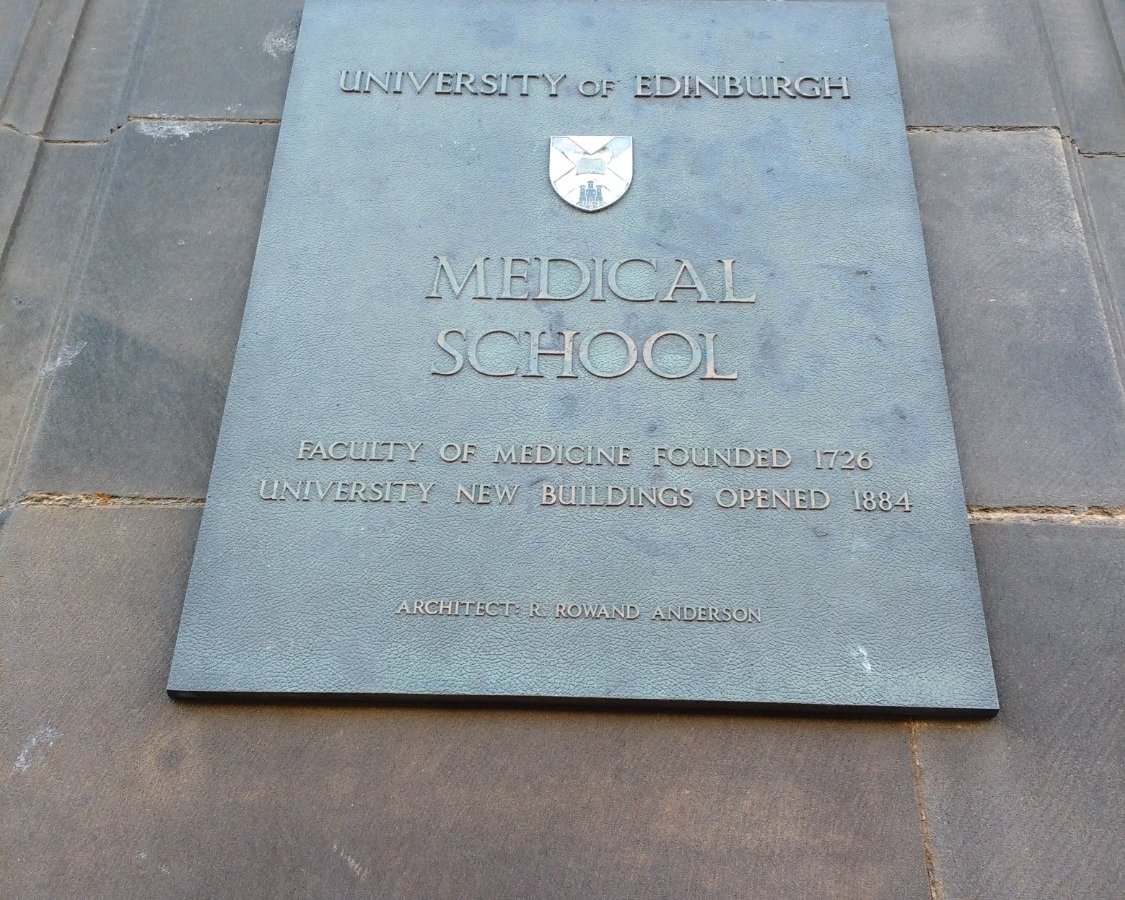 UNIVERSITY OF EDINBURGH
MEDICAL
SCHOOL
FACULTY OF MEDICINE FOUNDED 1726
UNIVERSITY NEW BUILDINGS OPENED 1884
ARCHITECT: R. ROWAND ANDERSON